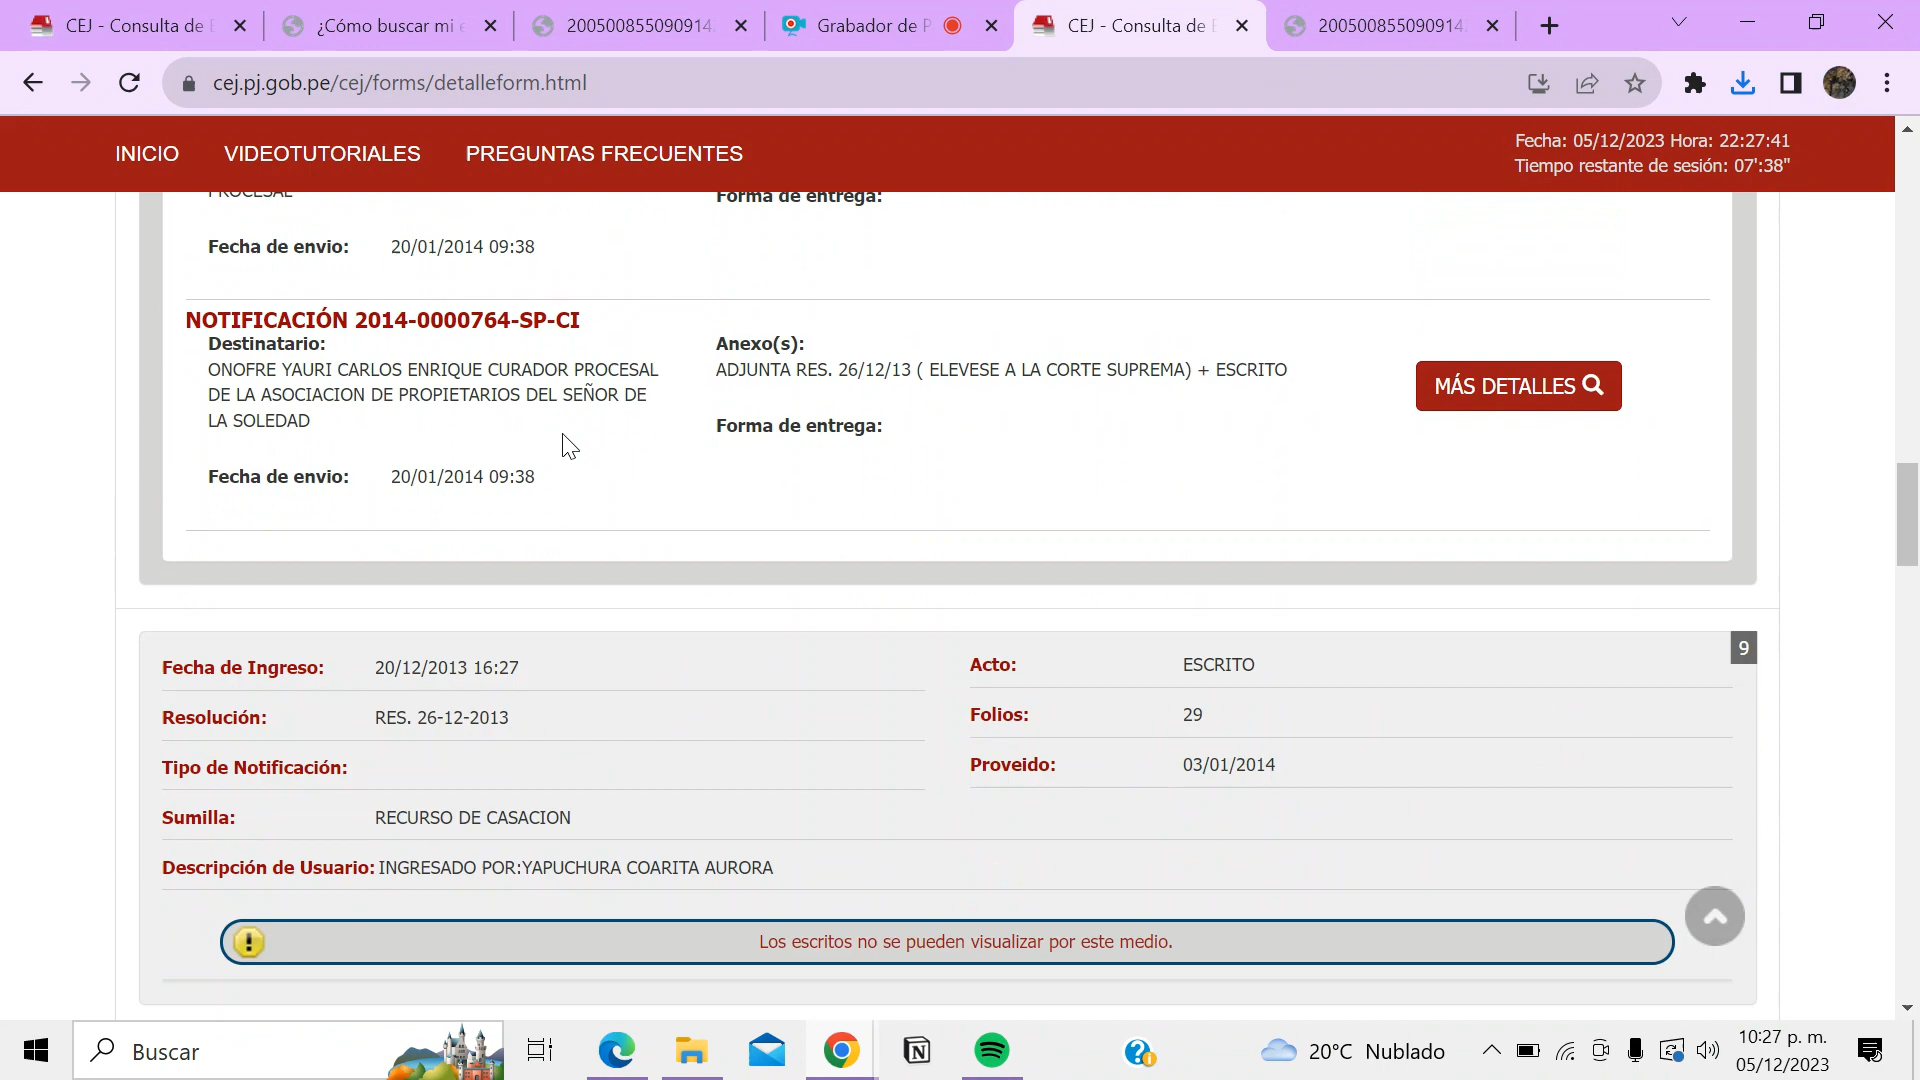 CEJ - Consulta de E
¿Cómo buscar mi e
200500855090914
Grabador de P
CEJ - Consulta de E
200500855090914
cej.pj.gob.pe/cej/forms/detalleform.html
INICIO
VIDEOTUTORIALES
PREGUNTAS FRECUENTES
Fecha: 05/12/2023 Hora: 22:27:41
Tiempo restante de sesión: 07':38"
PROCESAL
Forma de entrega:
Fecha de envio: 20/01/2014 09:38
NOTIFICACIÓN 2014-0000764-SP-CI
Destinatario:
ONOFRE YAURI CARLOS ENRIQUE CURADOR PROCESAL
DE LA ASOCIACION DE PROPIETARIOS DEL SEÑOR DE
LA SOLEDAD
Anexo(s):
ADJUNTA RES. 26/12/13 ( ELEVESE A LA CORTE SUPREMA) + ESCRITO
Forma de entrega:
MÁS DETALLES
Fecha de envio: 20/01/2014 09:38
9
Fecha de Ingreso: 20/12/2013 16:27
Acto: ESCRITO
Resolución: RES. 26-12-2013
Folios: 29
Tipo de Notificación:
Proveido: 03/01/2014
Sumilla: RECURSO DE CASACION
Descripción de Usuario: INGRESADO POR:YAPUCHURA COARITA AURORA
Los escritos no se pueden visualizar por este medio.
Buscar
20°C Nublado
10:27 p. m.
05/12/2023